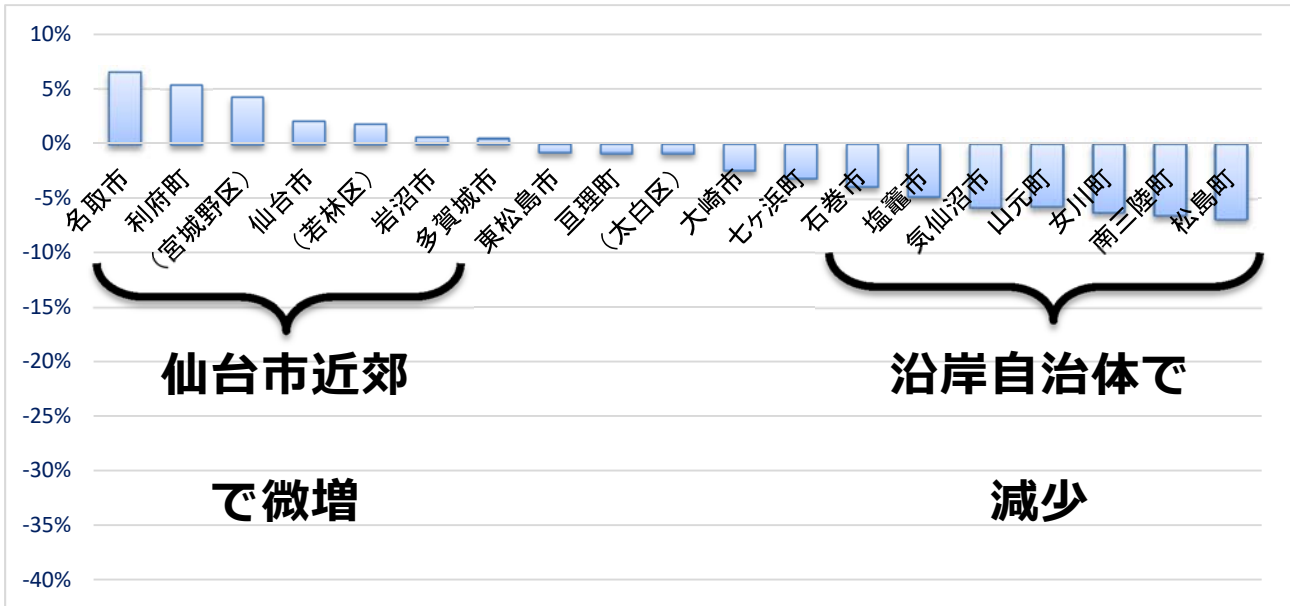 10%
5%
0%
-5%
-10%
-15%
-20%
-25%
-30%
-35%
-40%
名取市
利府町
（宮城野区）
仙台市
（若林区）
岩沼市
多賀城市
東松島市
亘理町
（太白区）
大崎市
七ケ浜町
石巻市
塩竈市
気仙沼市
山元町
女川町
南三陸町
松島町
仙台市近郊
で微増
沿岸自治体で
減少